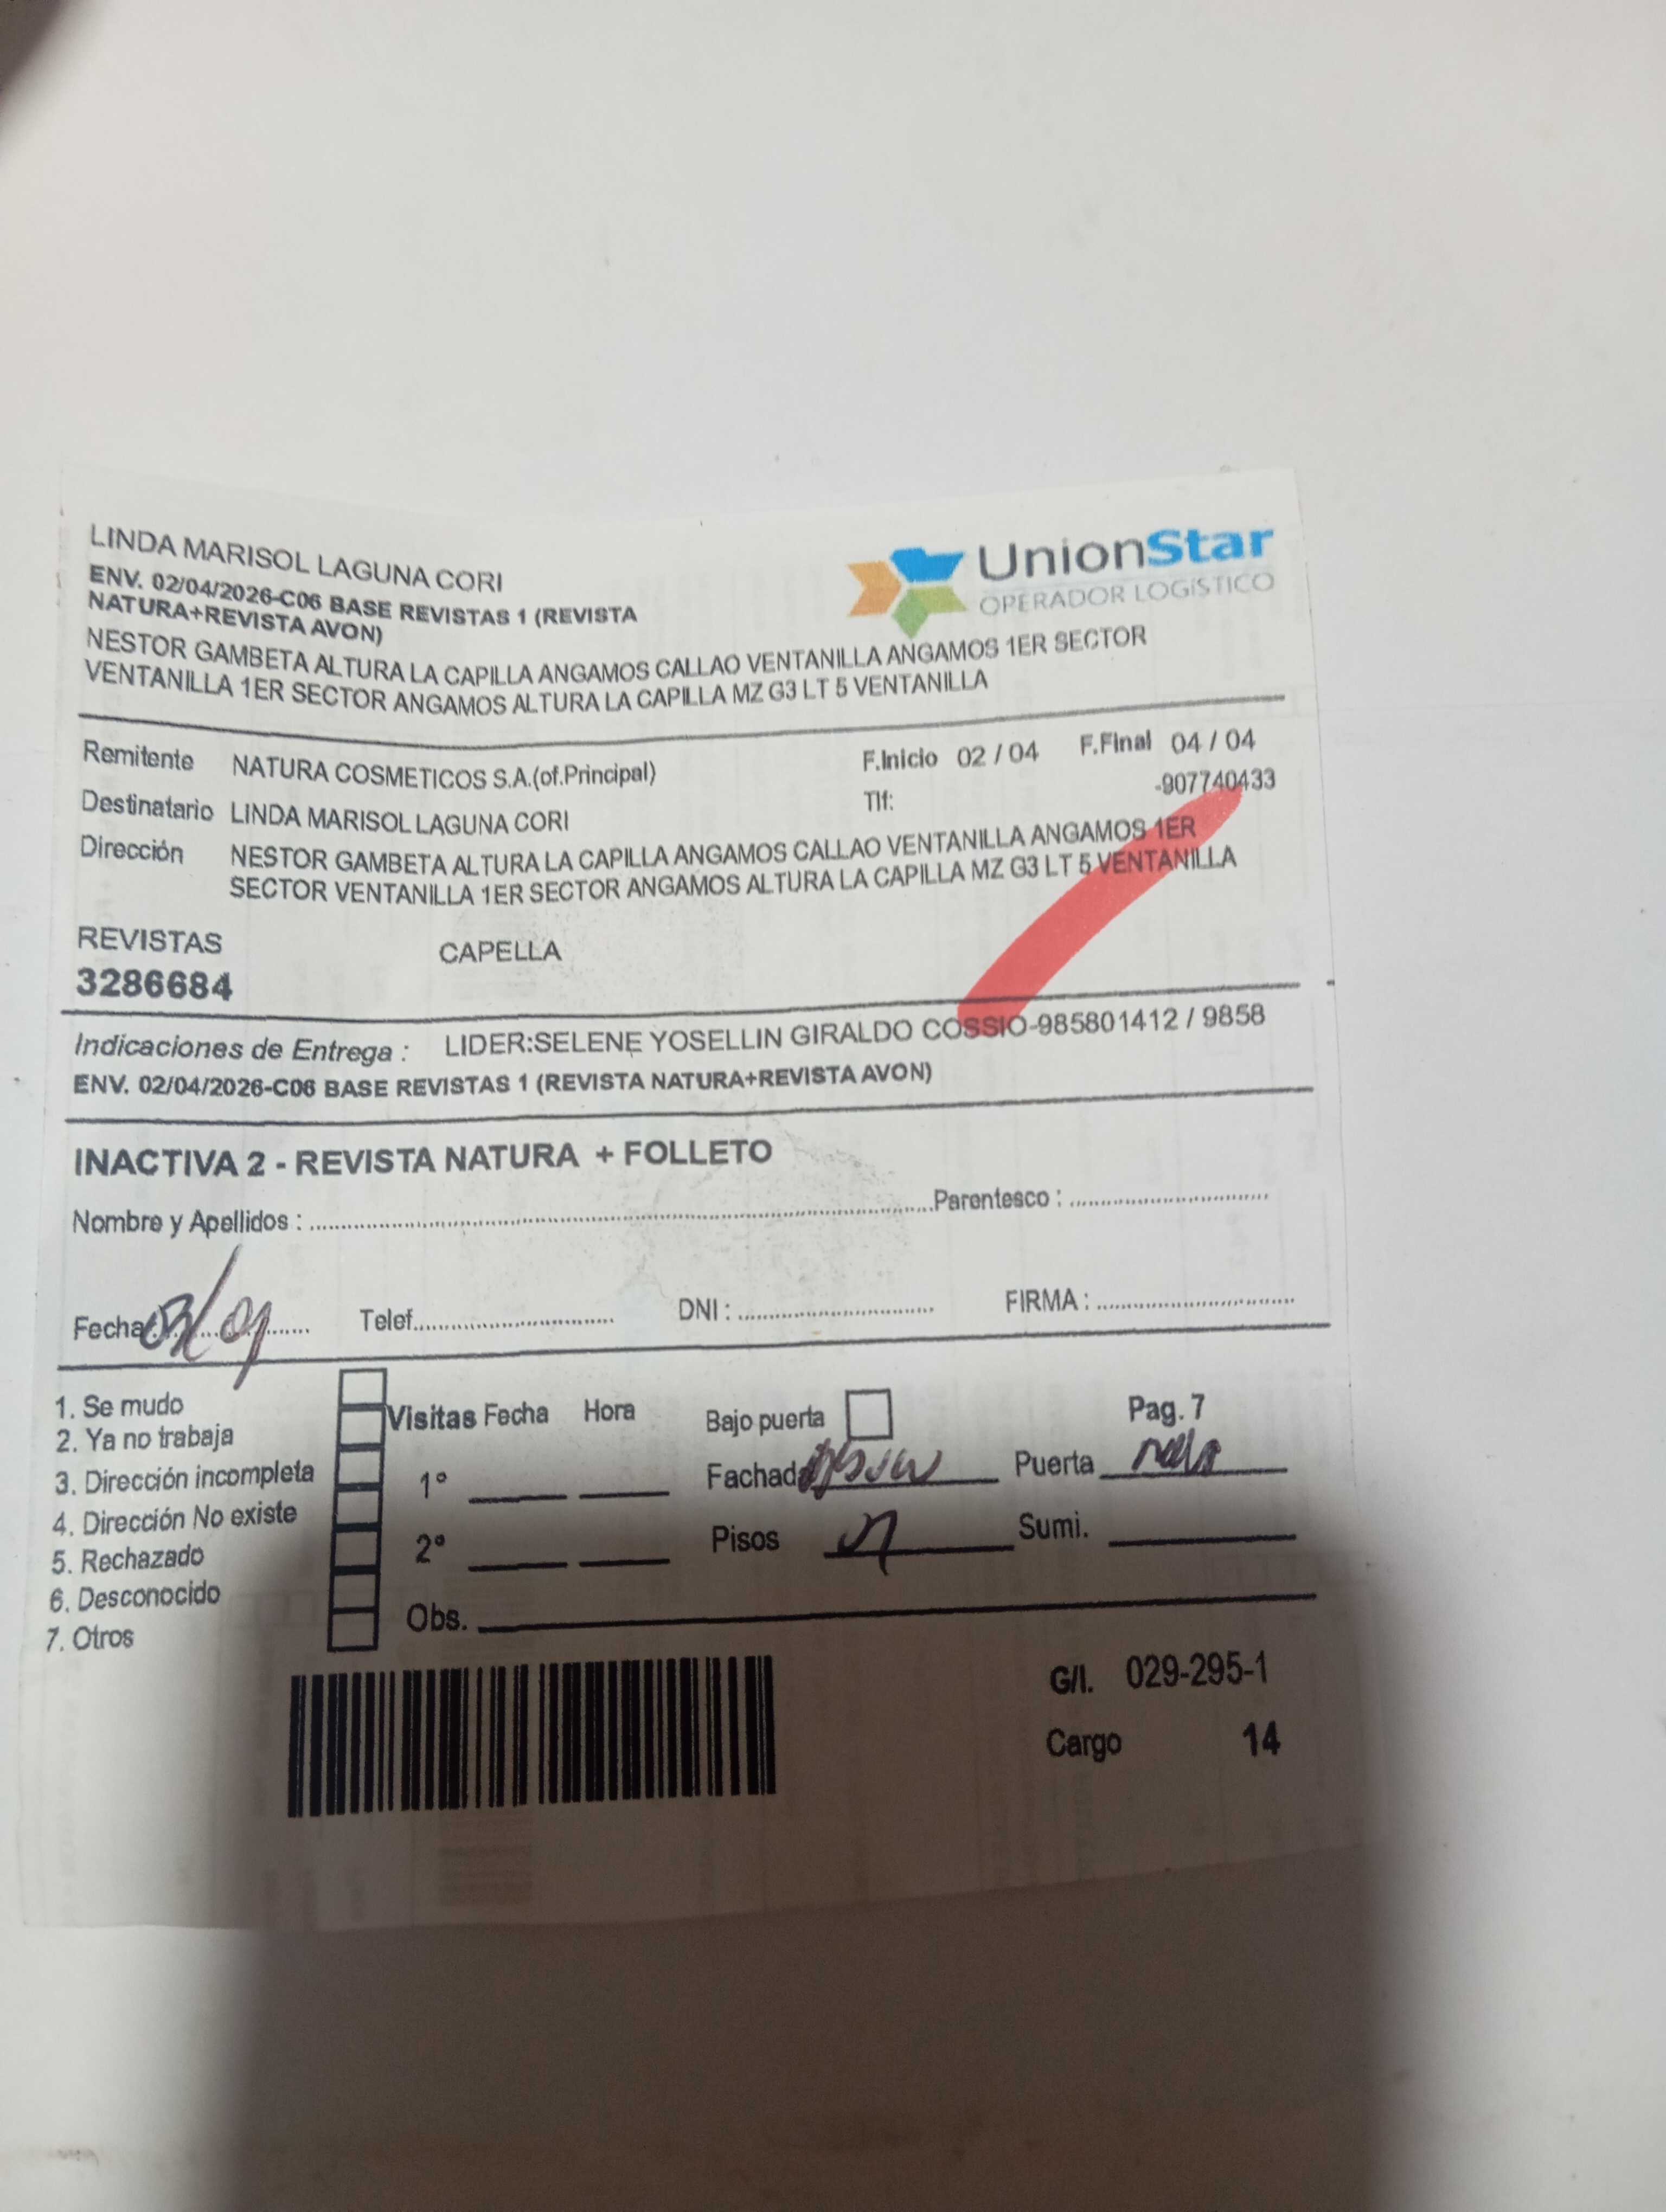 LINDA MARISOL LAGUNA CORI
ENV. 02/04/2026-C06 BASE REVISTAS 1 (REVISTA
NATURA+REVISTA AVON)
NESTOR GAMBETA ALTURA LA CAPILLA ANGAMOS CALLAO VENTANILLA ANGAMOS 1ER SECTOR
VENTANILLA 1ER SECTOR ANGAMOS ALTURA LA CAPILLA MZ G3 LT 5 VENTANILLA
UnionStar
OPERADOR LOGÍSTICO
Remitente NATURA COSMETICOS S.A.(of.Principal) F.Inicio 02 / 04 F.Final 04 / 04
Destinatario LINDA MARISOL LAGUNA CORI Tlf: -907740433
Dirección NESTOR GAMBETA ALTURA LA CAPILLA ANGAMOS CALLAO VENTANILLA ANGAMOS 1ER
SECTOR VENTANILLA 1ER SECTOR ANGAMOS ALTURA LA CAPILLA MZ G3 LT 5 VENTANILLA
REVISTAS CAPELLA
3286684
Indicaciones de Entrega : LIDER:SELENE YOSELLIN GIRALDO COSSIO-985801412 / 9858
ENV. 02/04/2026-C06 BASE REVISTAS 1 (REVISTA NATURA+REVISTA AVON)
INACTIVA 2 - REVISTA NATURA + FOLLETO
Nombre y Apellidos : Parentesco :
Fecha Telef. DNI : FIRMA :
1. Se mudo
2. Ya no trabaja
3. Dirección incompleta
4. Dirección No existe
5. Rechazado
6. Desconocido
7. Otros
Visitas Fecha Hora
1°
2°
Obs.
Bajo puerta Pag. 7
Fachada Puerta
Pisos Sumi.
G/I. 029-295-1
Cargo 14